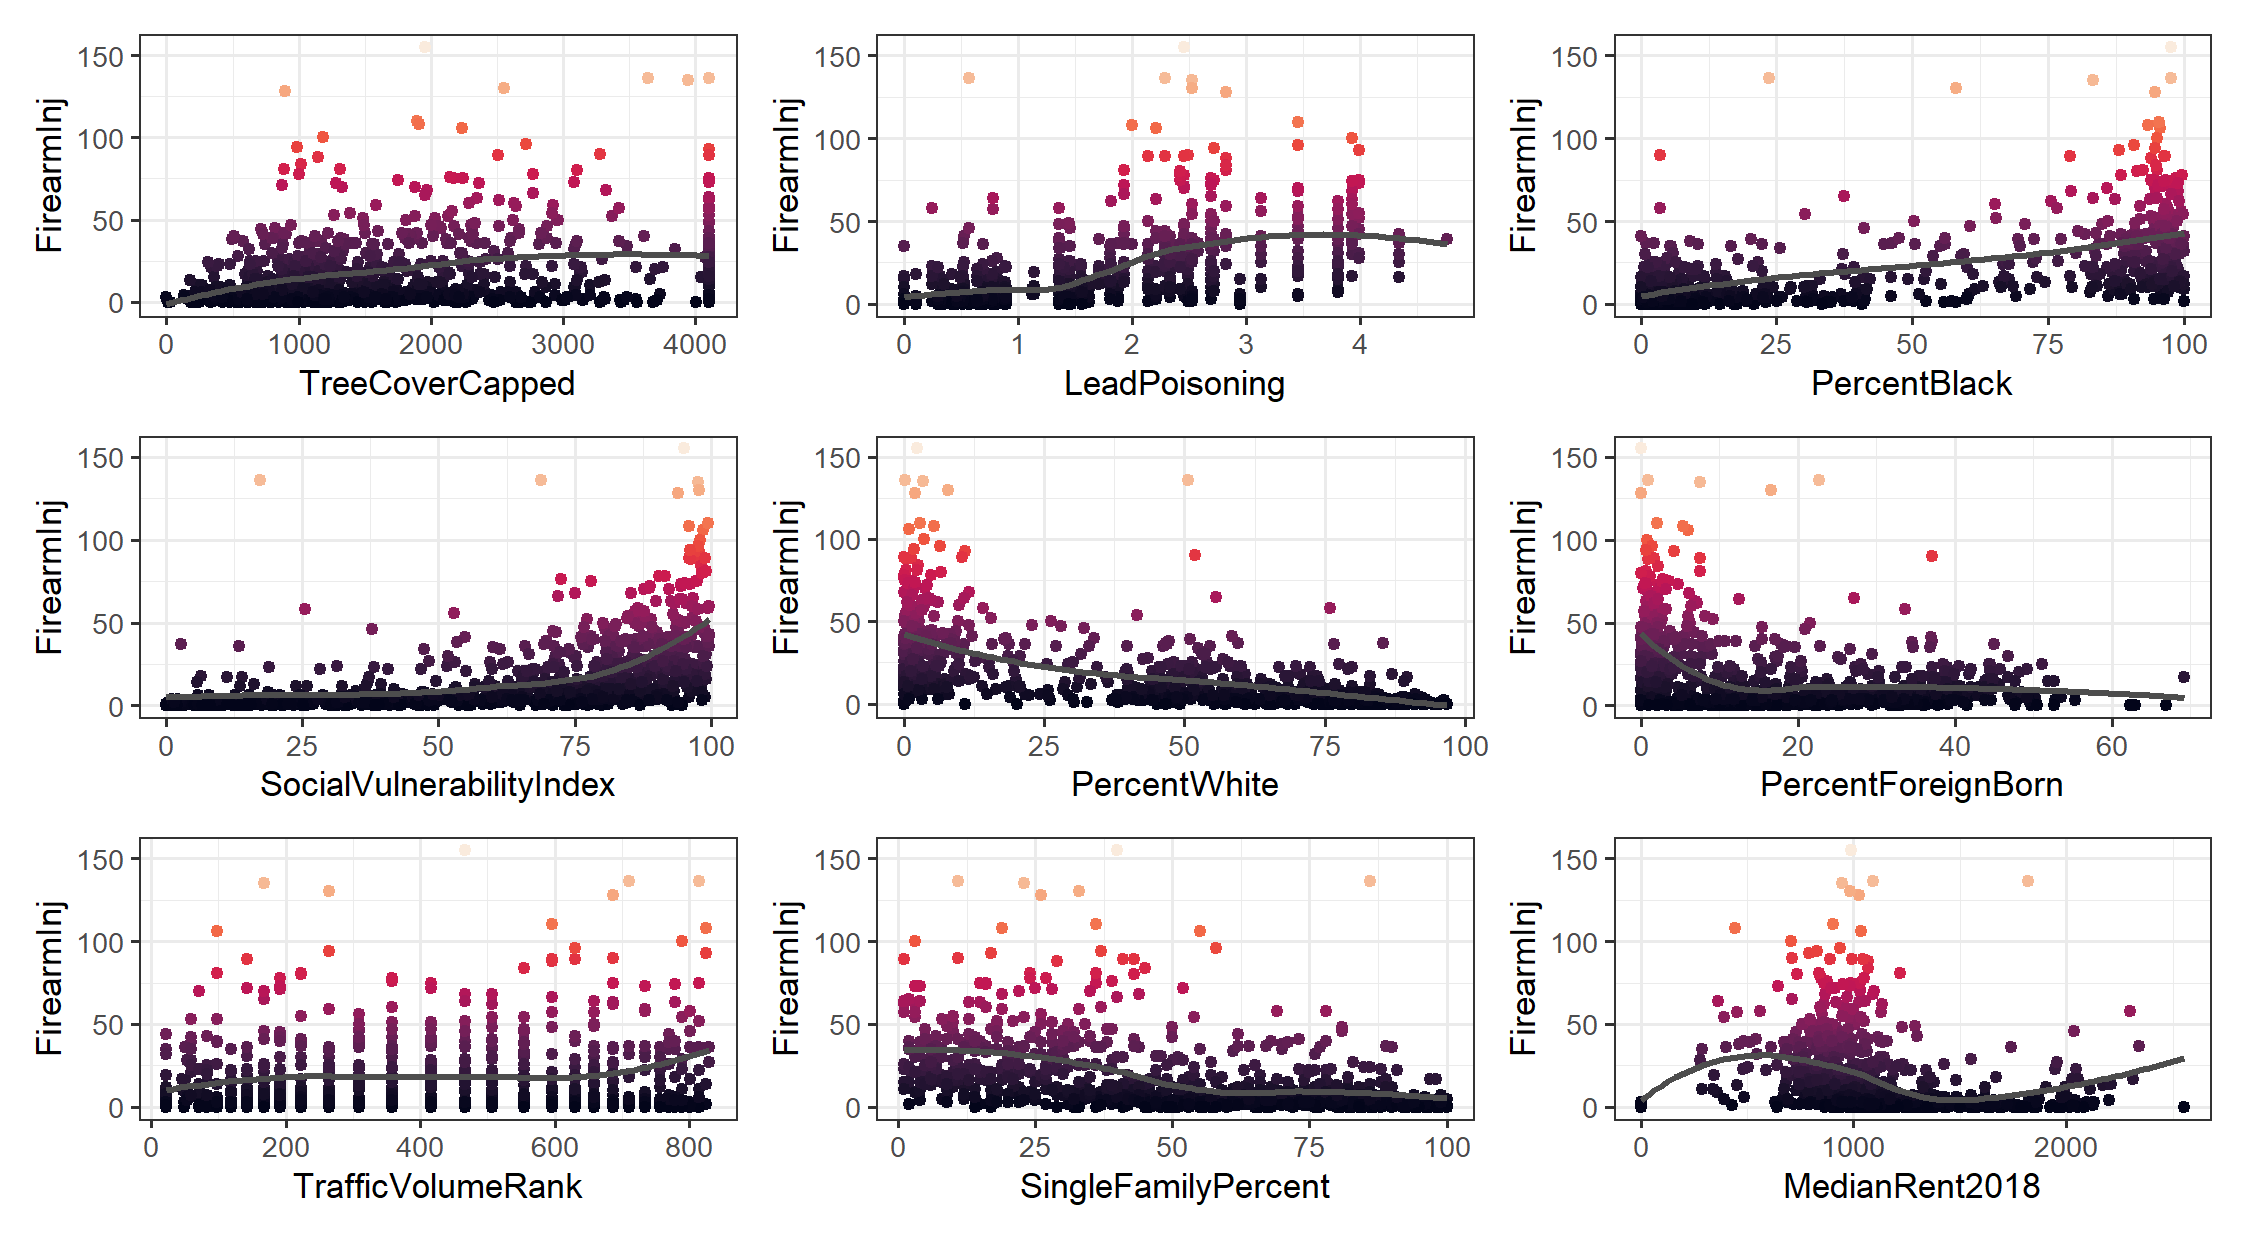 150
100
50
0
FirearmInj
0 1000 2000 3000 4000
TreeCoverCapped
150
100
50
0
FirearmInj
0 1 2 3 4
LeadPoisoning
150
100
50
0
FirearmInj
0 25 50 75 100
PercentBlack
150
100
50
0
FirearmInj
0 25 50 75 100
SocialVulnerabilityIndex
150
100
50
0
FirearmInj
0 25 50 75 100
PercentWhite
150
100
50
0
FirearmInj
0 20 40 60
PercentForeignBorn
150
100
50
0
FirearmInj
0 200 400 600 800
TrafficVolumeRank
150
100
50
0
FirearmInj
0 25 50 75 100
SingleFamilyPercent
150
100
50
0
FirearmInj
0 1000 2000
MedianRent2018